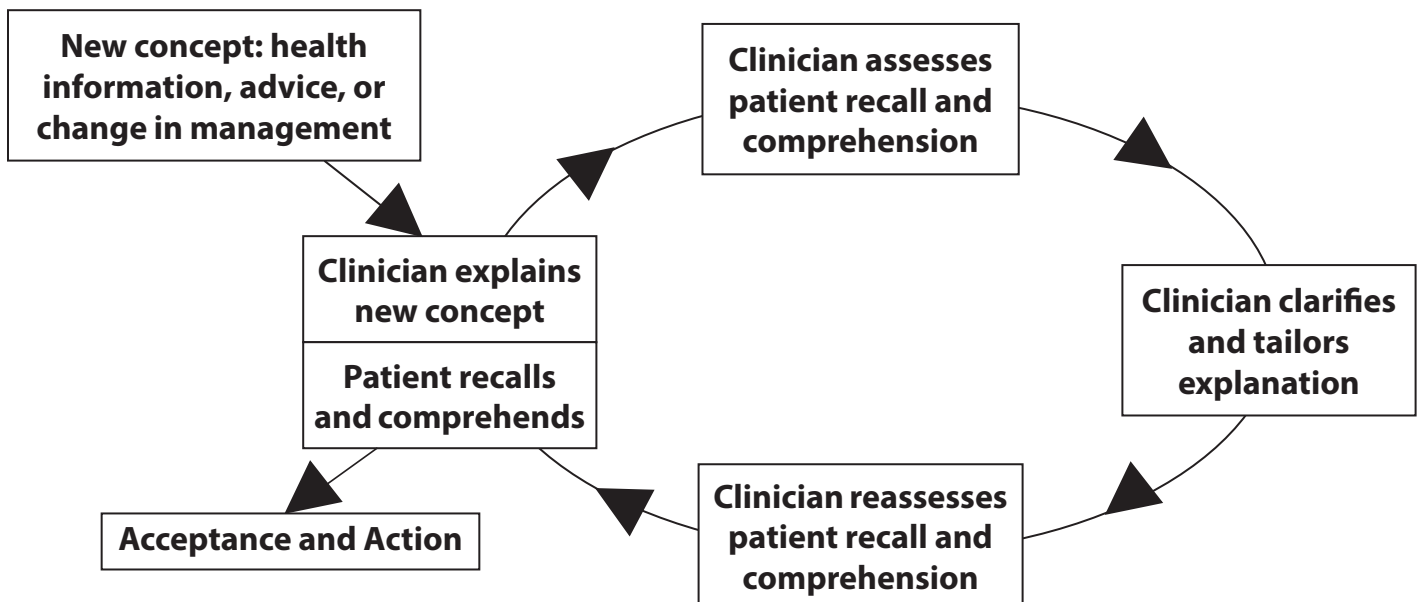 New concept: health
information, advice, or
change in management
Clinician explains
new concept
Clinician assesses
patient recall and
comprehension
Clinician clarifies
and tailors
explanation
Clinician reassesses
patient recall and
comprehension
Patient recalls
and comprehends
Acceptance and Action